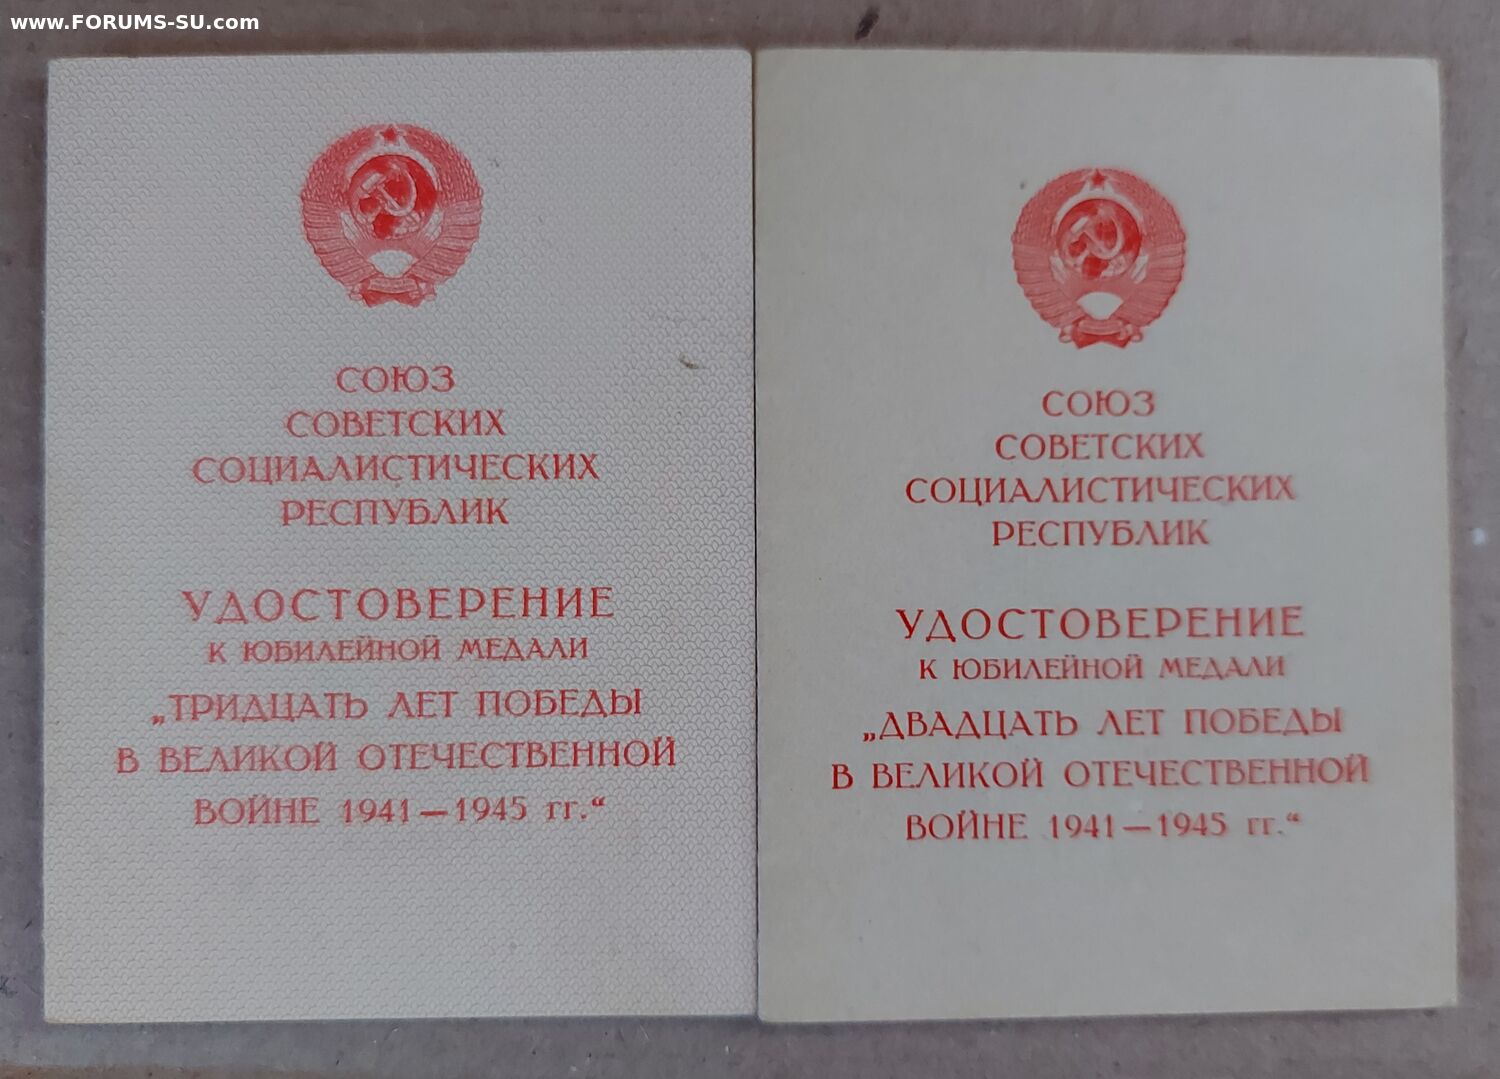 www.FORUMS-SU.com
СОЮЗ
СОВЕТСКИХ
СОЦИАЛИСТИЧЕСКИХ
РЕСПУБЛИК
УДОСТОВЕРЕНИЕ
К ЮБИЛЕЙНОЙ МЕДАЛИ
„ТРИДЦАТЬ ЛЕТ ПОБЕДЫ
В ВЕЛИКОЙ ОТЕЧЕСТВЕННОЙ
ВОЙНЕ 1941—1945 гг.“
СОЮЗ
СОВЕТСКИХ
СОЦИАЛИСТИЧЕСКИХ
РЕСПУБЛИК
УДОСТОВЕРЕНИЕ
К ЮБИЛЕЙНОЙ МЕДАЛИ
„ДВАДЦАТЬ ЛЕТ ПОБЕДЫ
В ВЕЛИКОЙ ОТЕЧЕСТВЕННОЙ
ВОЙНЕ 1941—1945 гг.“